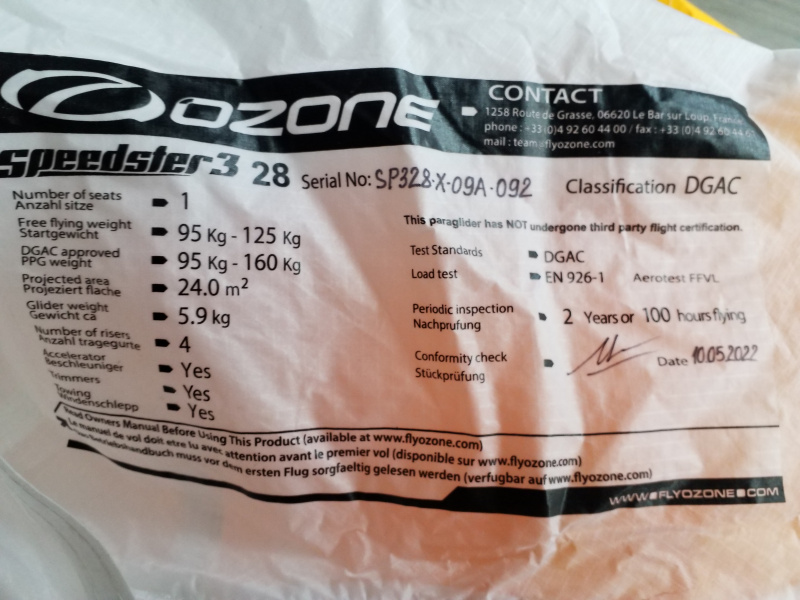 OZONE
CONTACT
1258 Route de Grasse, 06620 Le Bar sur Loup, France
phone : +33 (0)4 92 60 44 00 / fax : +33 (0)4 92 60 44
mail : team@flyozone.com
Speedster3 28
Serial No: SP328-X-09A-092
Classification DGAC
Number of seats
Anzahl sitze
1
Free flying weight
Startgewicht
95 Kg - 125 Kg
DGAC approved
PPG weight
95 Kg - 160 Kg
Projected area
Projeziert flache
24.0 m²
Glider weight
Gewicht ca
5.9 kg
Number of risers
Anzahl tragegurte
4
Accelerator
Beschleuniger
Yes
Trimmers
Yes
Towing
Windenschlepp
Yes
This paraglider has NOT undergone third party flight certification.
Test Standards
DGAC
Load test
EN 926-1 Aerotest FFVL
Periodic inspection
Nachprufung
2 Years or 100 hours flying
Conformity check
Stückprüfung
Date 10.05.2022
Read Owners Manual Before Using This Product (available at www.flyozone.com)
Le manuel de vol doit etre lu avec attention avant le premier vol (disponible sur www.flyozone.com)
muss vor dem ersten Flug sorgfaeltig gelesen werden (verfugbar auf www.flyozone.com)
WWW.FLYOZONE.COM